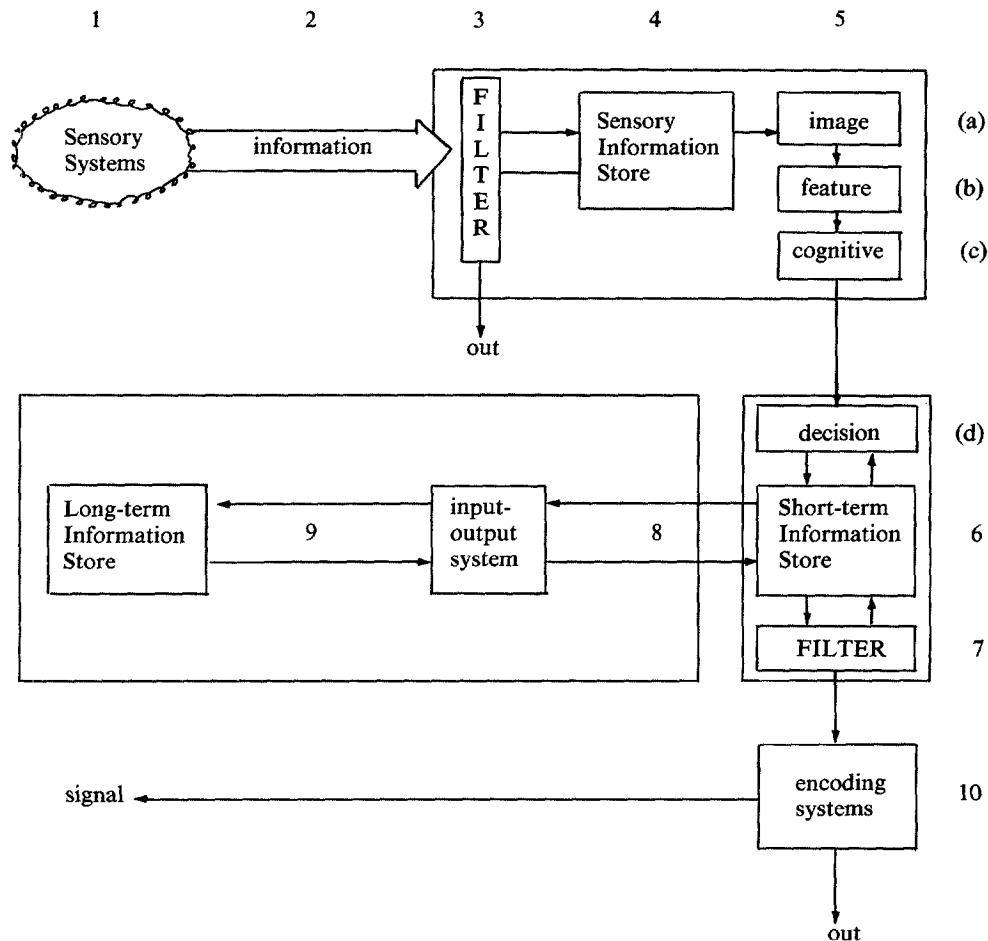 1 2 3 4 5
FILTER
Sensory
Systems
information
Sensory
Information
Store
image
(a)
feature
(b)
cognitive
(c)
out
decision
(d)
Long-term
Information
Store
9
input-
output
system
8
Short-term
Information
Store
6
FILTER
7
signal
encoding
systems
10
out